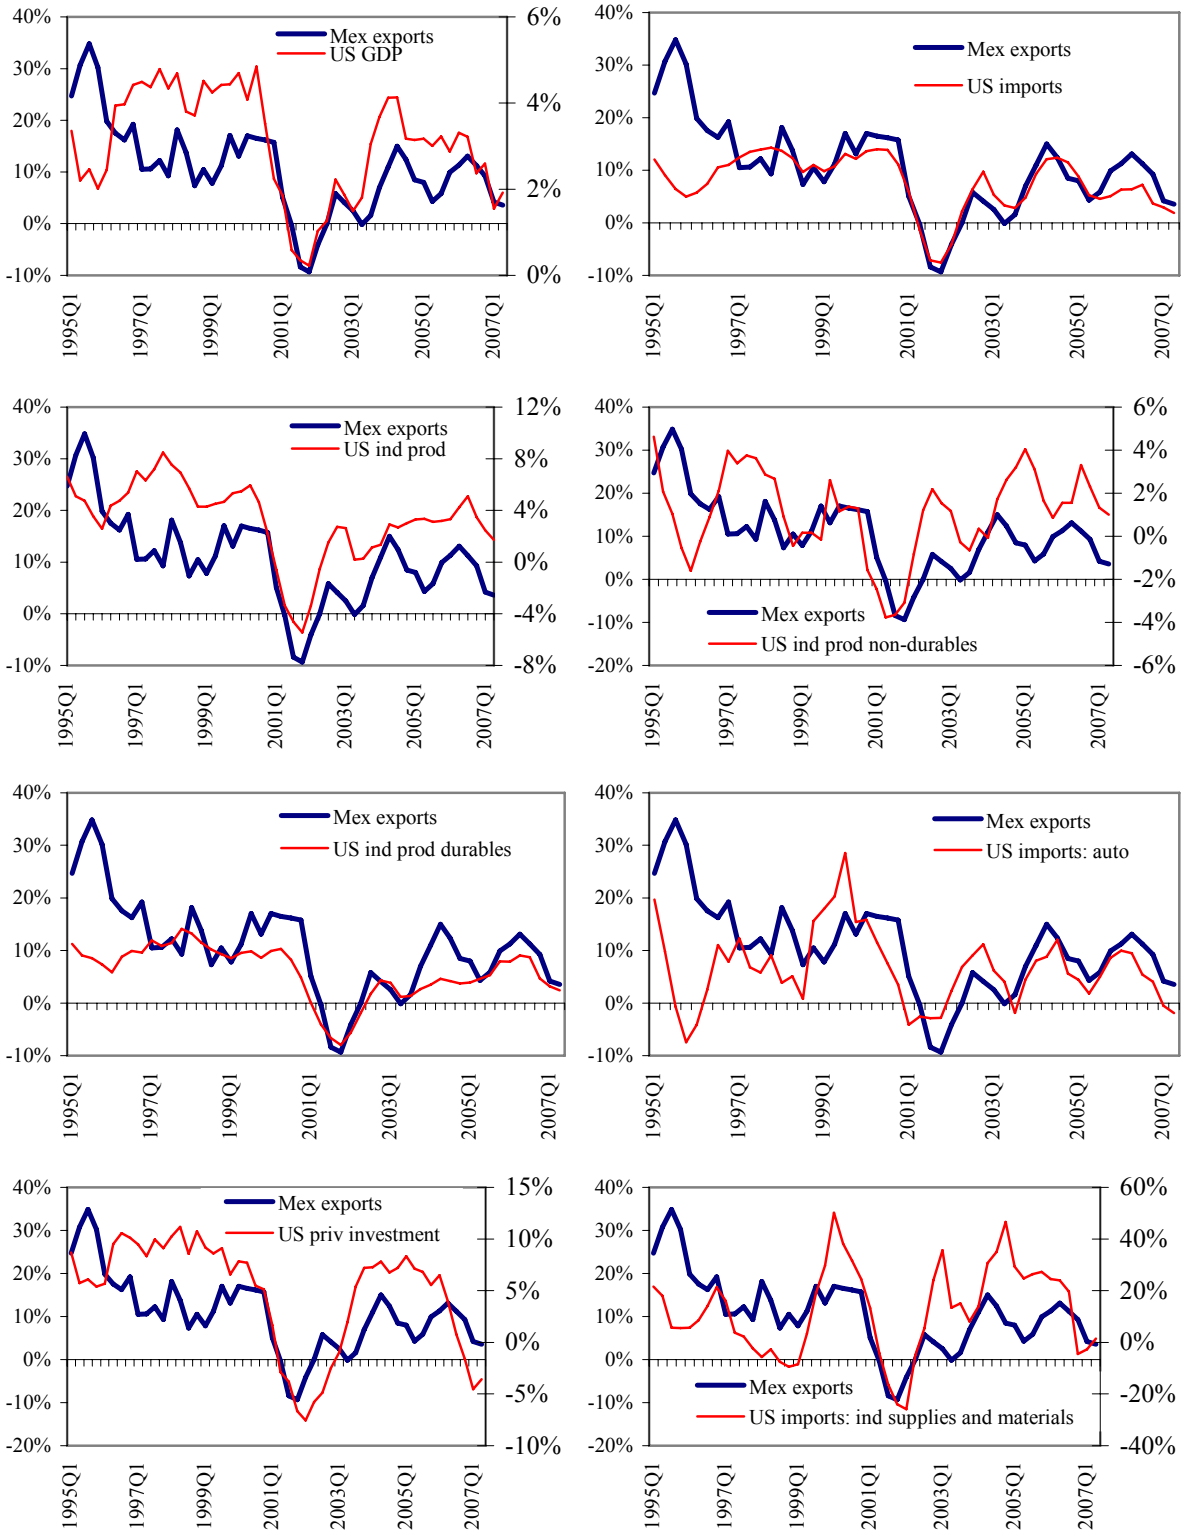 40%
30%
20%
10%
0%
-10%
6%
4%
2%
0%
Mex exports
US GDP
1995Q1
1997Q1
1999Q1
2001Q1
2003Q1
2005Q1
2007Q1
40%
30%
20%
10%
0%
-10%
Mex exports
US imports
1995Q1
1997Q1
1999Q1
2001Q1
2003Q1
2005Q1
2007Q1
40%
30%
20%
10%
0%
-10%
12%
8%
4%
0%
-4%
-8%
Mex exports
US ind prod
1995Q1
1997Q1
1999Q1
2001Q1
2003Q1
2005Q1
2007Q1
40%
30%
20%
10%
0%
-10%
-20%
6%
4%
2%
0%
-2%
-4%
-6%
Mex exports
US ind prod non-durables
1995Q1
1997Q1
1999Q1
2001Q1
2003Q1
2005Q1
2007Q1
40%
30%
20%
10%
0%
-10%
Mex exports
US ind prod durables
1995Q1
1997Q1
1999Q1
2001Q1
2003Q1
2005Q1
2007Q1
40%
30%
20%
10%
0%
-10%
Mex exports
US imports: auto
1995Q1
1997Q1
1999Q1
2001Q1
2003Q1
2005Q1
2007Q1
40%
30%
20%
10%
0%
-10%
-20%
15%
10%
5%
0%
-5%
-10%
Mex exports
US priv investment
1995Q1
1997Q1
1999Q1
2001Q1
2003Q1
2005Q1
2007Q1
40%
30%
20%
10%
0%
-10%
-20%
60%
40%
20%
0%
-20%
-40%
Mex exports
US imports: ind supplies and materials
1995Q1
1997Q1
1999Q1
2001Q1
2003Q1
2005Q1
2007Q1